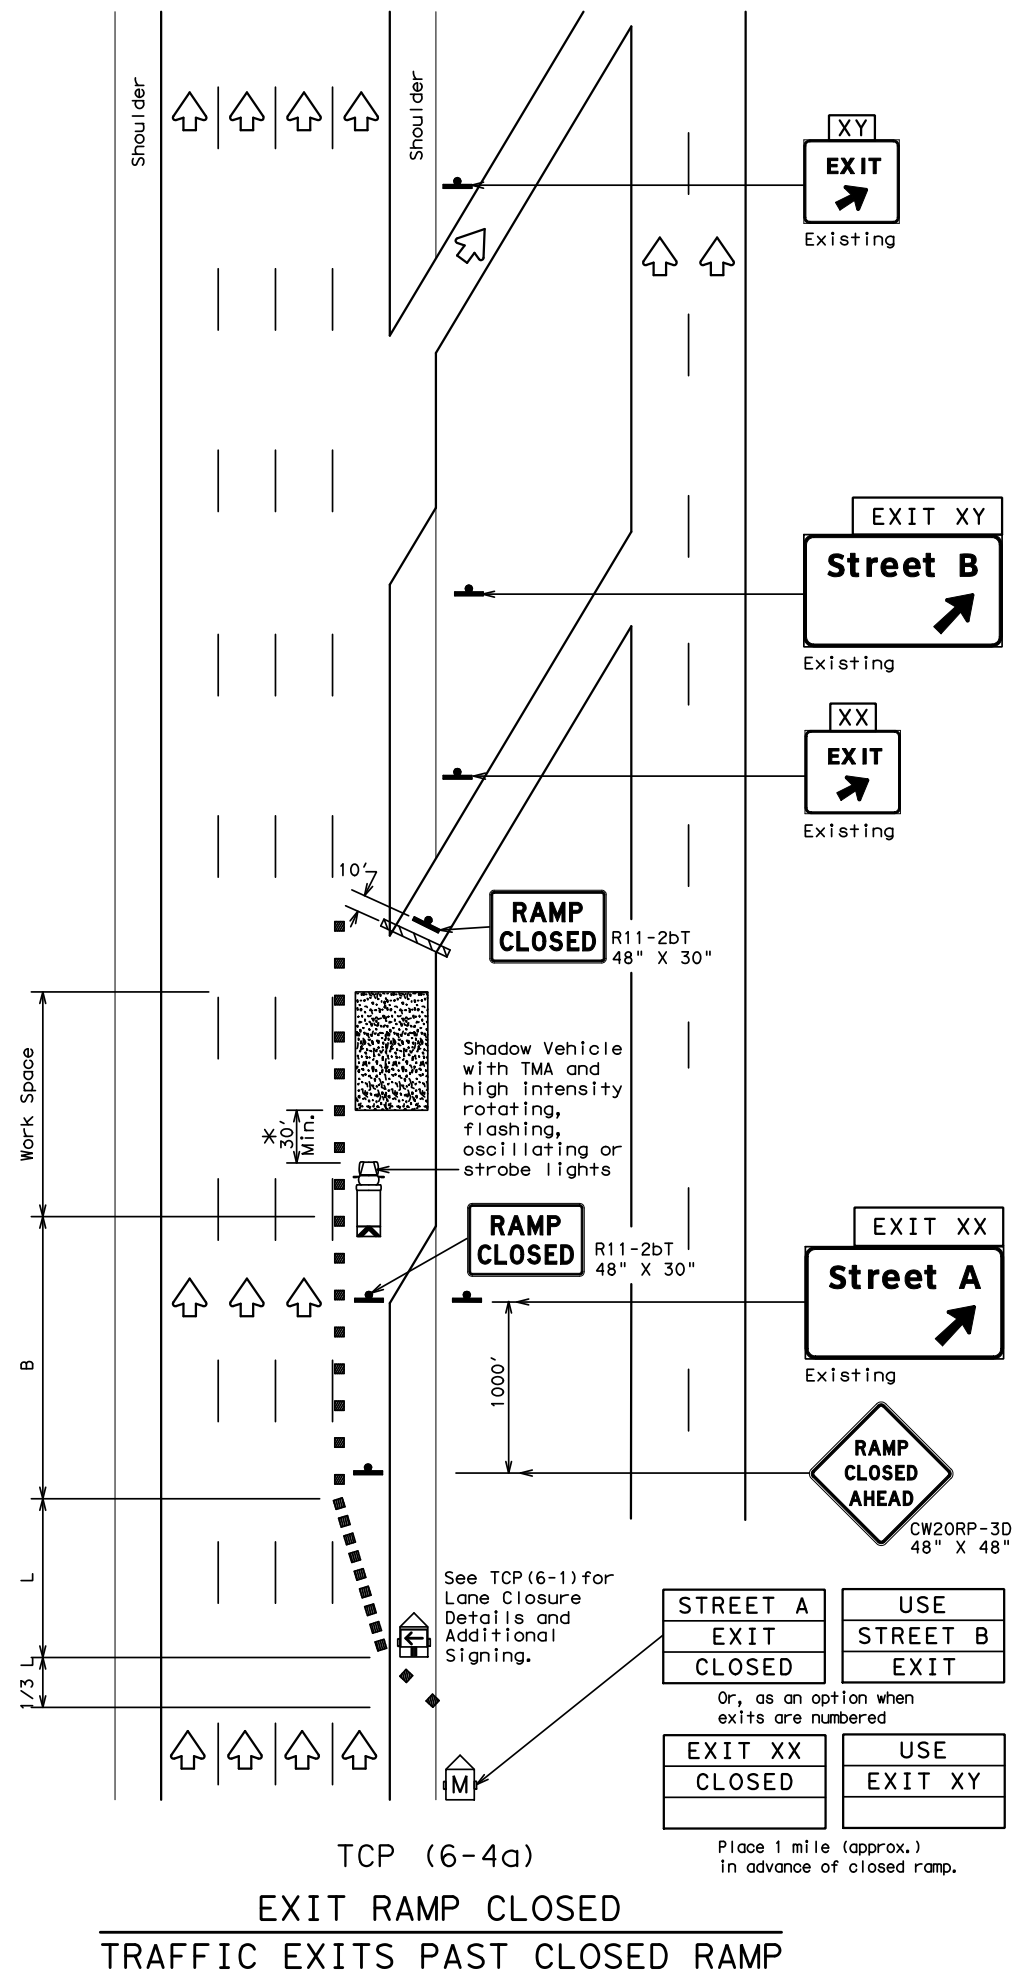 Shoulder
Shoulder
XY
EXIT
Existing
EXIT XY
Street B
Existing
XX
EXIT
Existing
10'
RAMP
CLOSED
R11-2bT
48" X 30"
Work Space
Shadow Vehicle
with TMA and
high intensity
rotating,
flashing,
oscillating or
strobe lights
*
30'
Min.
RAMP
CLOSED
R11-2bT
48" X 30"
EXIT XX
Street A
Existing
B
1000'
RAMP
CLOSED
AHEAD
CW20RP-3D
48" X 48"
L
See TCP(6-1)for
Lane Closure
Details and
Additional
Signing.
1/3 L
STREET A
EXIT
CLOSED
USE
STREET B
EXIT
Or, as an option when
exits are numbered
EXIT XX
CLOSED
USE
EXIT XY
M
Place 1 mile (approx.)
in advance of closed ramp.
TCP (6-4a)
EXIT RAMP CLOSED
TRAFFIC EXITS PAST CLOSED RAMP